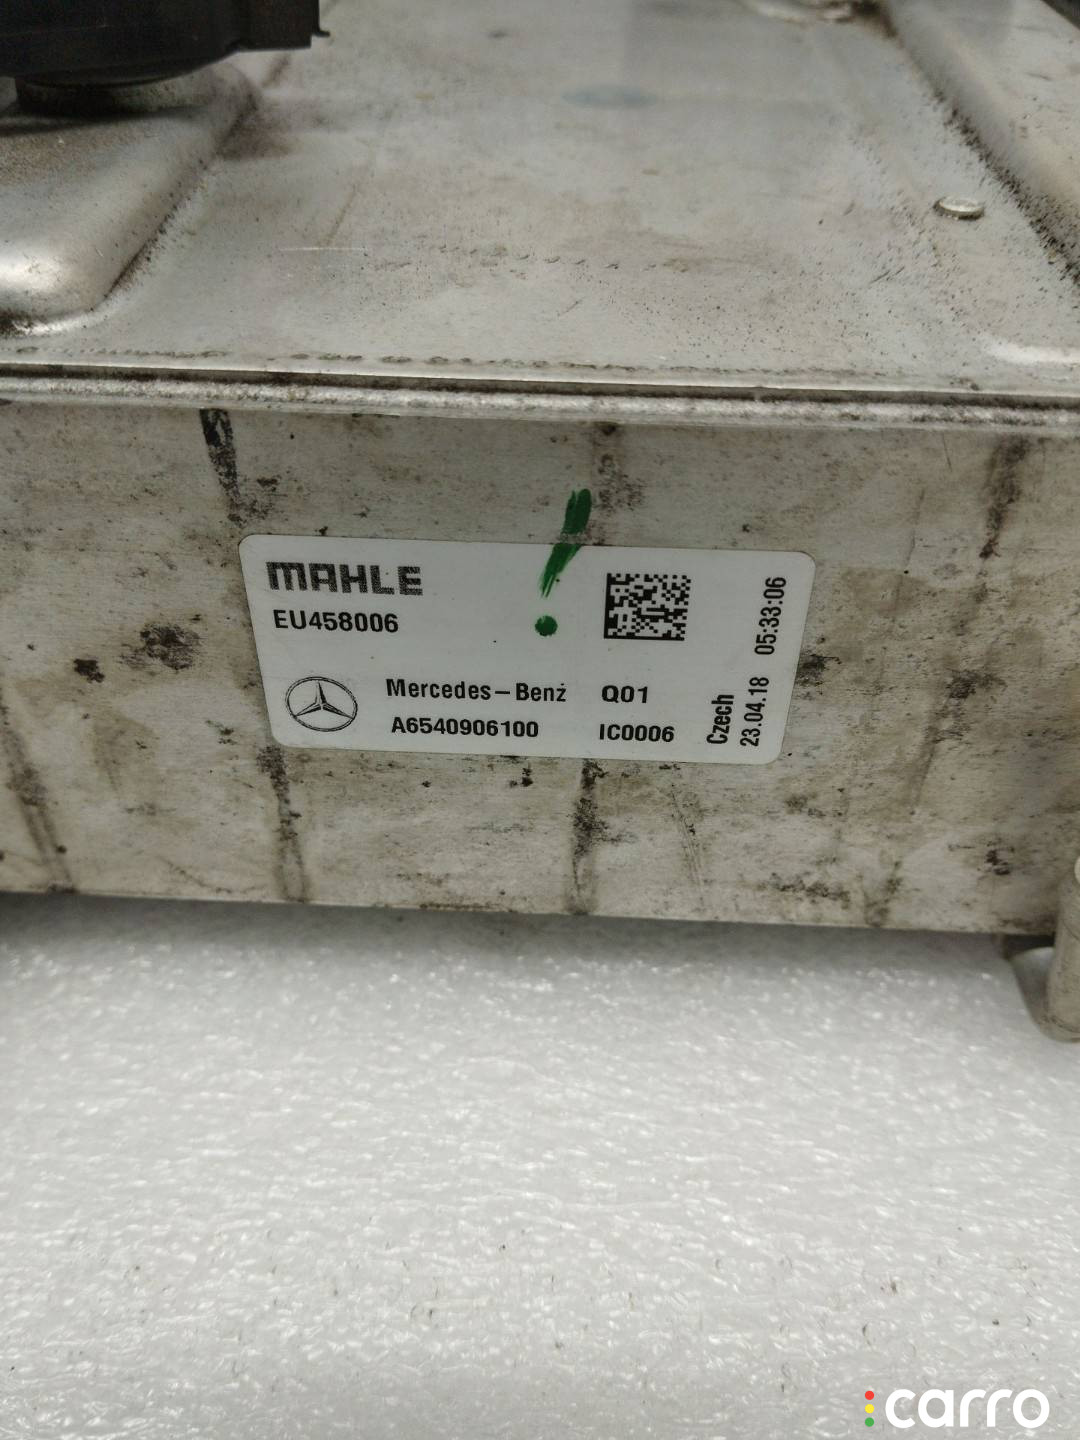 MAHLE
EU458006
Mercedes-Benz Q01
A6540906100 IC0006
Czech
23.04.18 05:33:06
carro